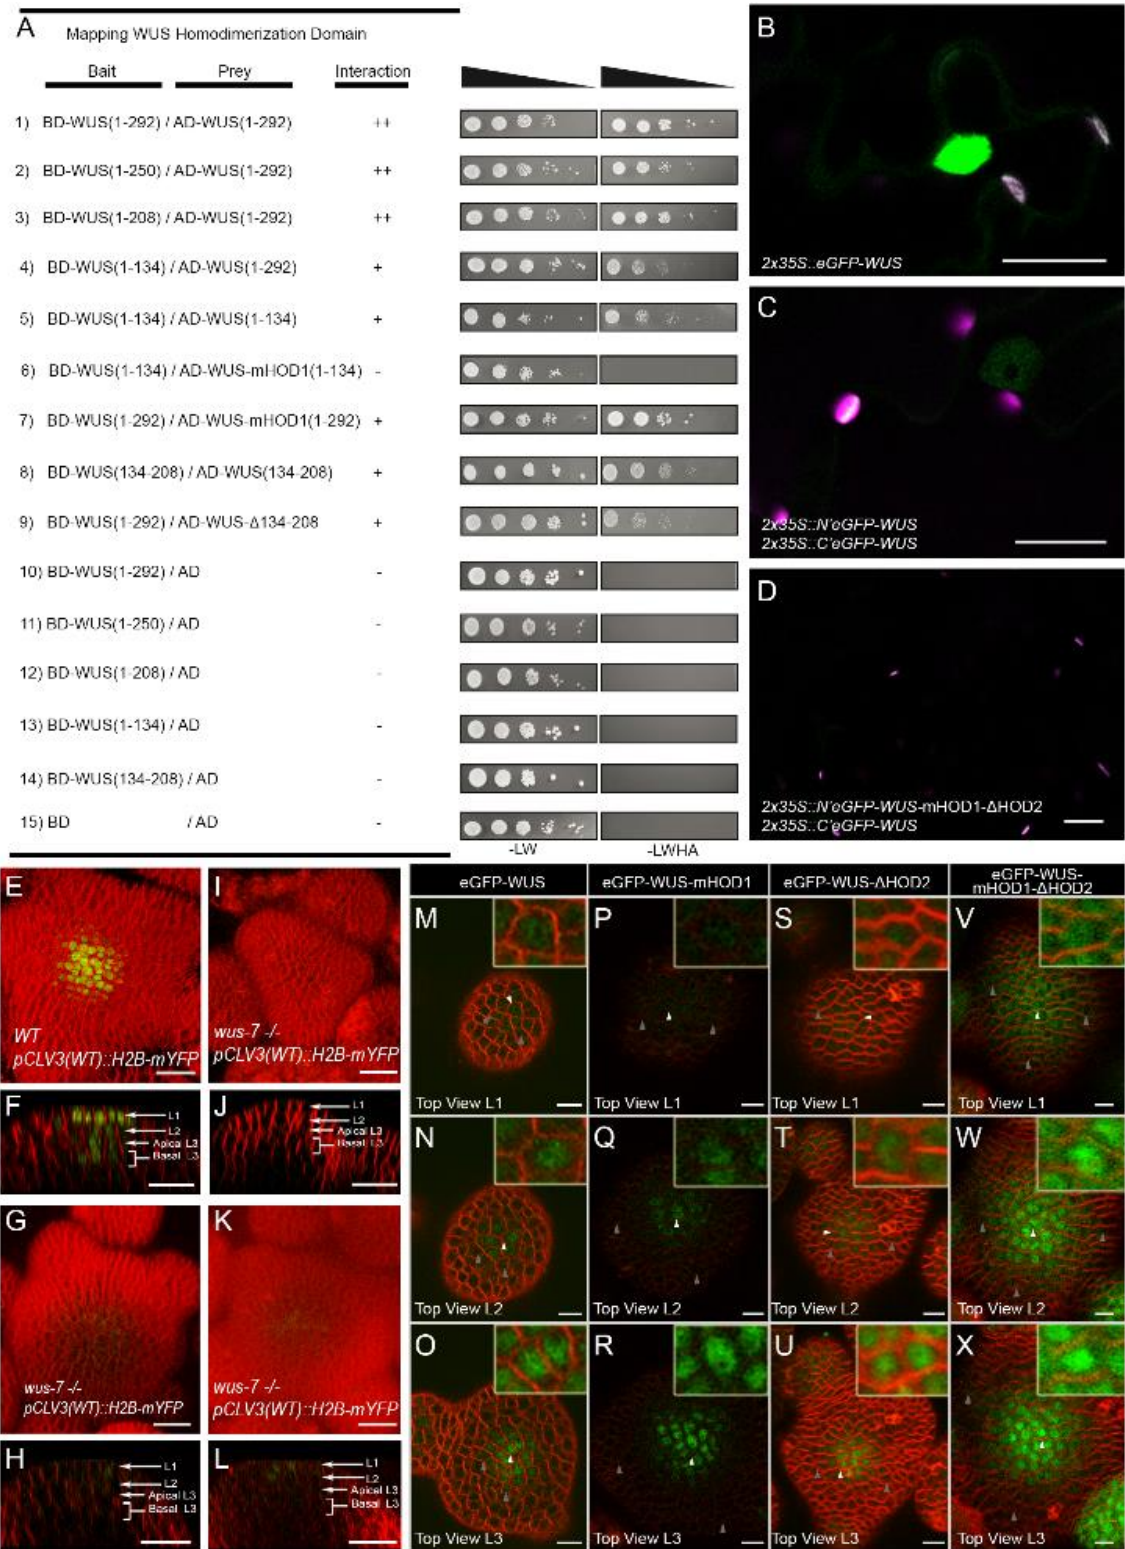 A
Mapping WUS Homodimerization Domain
Bait Prey Interaction
1) BD-WUS(1-292) / AD-WUS(1-292) ++
2) BD-WUS(1-250) / AD-WUS(1-292) ++
3) BD-WUS(1-208) / AD-WUS(1-292) ++
4) BD-WUS(1-134) / AD-WUS(1-292) +
5) BD-WUS(1-134) / AD-WUS(1-134) +
6) BD-WUS(1-134) / AD-WUS-mHOD1(1-134) -
7) BD-WUS(1-292) / AD-WUS-mHOD1(1-292) +
8) BD-WUS(134-208) / AD-WUS(134-208) +
9) BD-WUS(1-292) / AD-WUS-Δ134-208 +
10) BD-WUS(1-292) / AD -
11) BD-WUS(1-250) / AD -
12) BD-WUS(1-208) / AD -
13) BD-WUS(1-134) / AD -
14) BD-WUS(134-208) / AD -
15) BD / AD -
-LW -LWHA
B
2x35S::eGFP-WUS
C
2x35S::N'eGFP-WUS
2x35S::C'eGFP-WUS
D
2x35S::N'eGFP-WUS-mHOD1-ΔHOD2
2x35S::C'eGFP-WUS
E
WT
pCLV3(WT)::H2B-mYFP
I
wus-7 -/-
pCLV3(WT)::H2B-mYFP
F
L1
L2
Apical L3
Basal L3
J
L1
L2
Apical L3
Basal L3
G
wus-7 -/-
pCLV3(WT)::H2B-mYFP
K
wus-7 -/-
pCLV3(WT)::H2B-mYFP
H
L1
L2
Apical L3
Basal L3
L
L1
L2
Apical L3
Basal L3
eGFP-WUS
eGFP-WUS-mHOD1
eGFP-WUS-ΔHOD2
eGFP-WUS-
mHOD1-ΔHOD2
M
Top View L1
P
Top View L1
S
Top View L1
V
Top View L1
N
Top View L2
Q
Top View L2
T
Top View L2
W
Top View L2
O
Top View L3
R
Top View L3
U
Top View L3
X
Top View L3